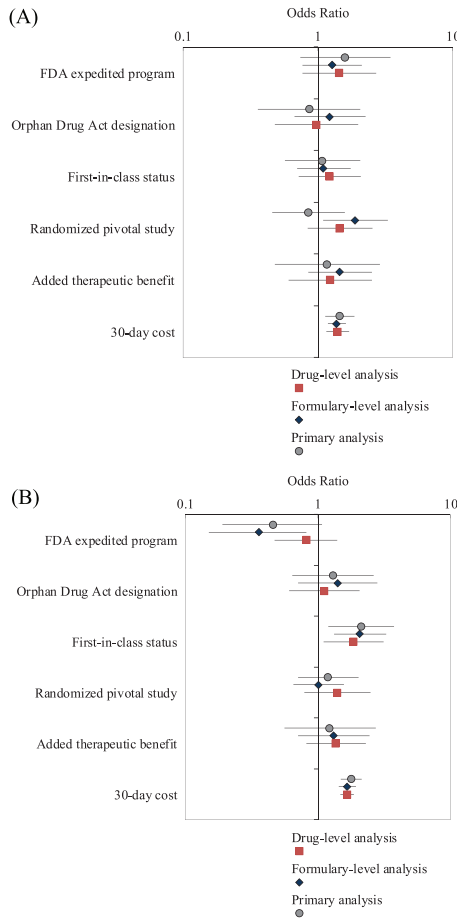 (A)
Odds Ratio
0.1 1 10
FDA expedited program
Orphan Drug Act designation
First-in-class status
Randomized pivotal study
Added therapeutic benefit
30-day cost
Drug-level analysis
Formulary-level analysis
Primary analysis
(B)
Odds Ratio
0.1 1 10
FDA expedited program
Orphan Drug Act designation
First-in-class status
Randomized pivotal study
Added therapeutic benefit
30-day cost
Drug-level analysis
Formulary-level analysis
Primary analysis